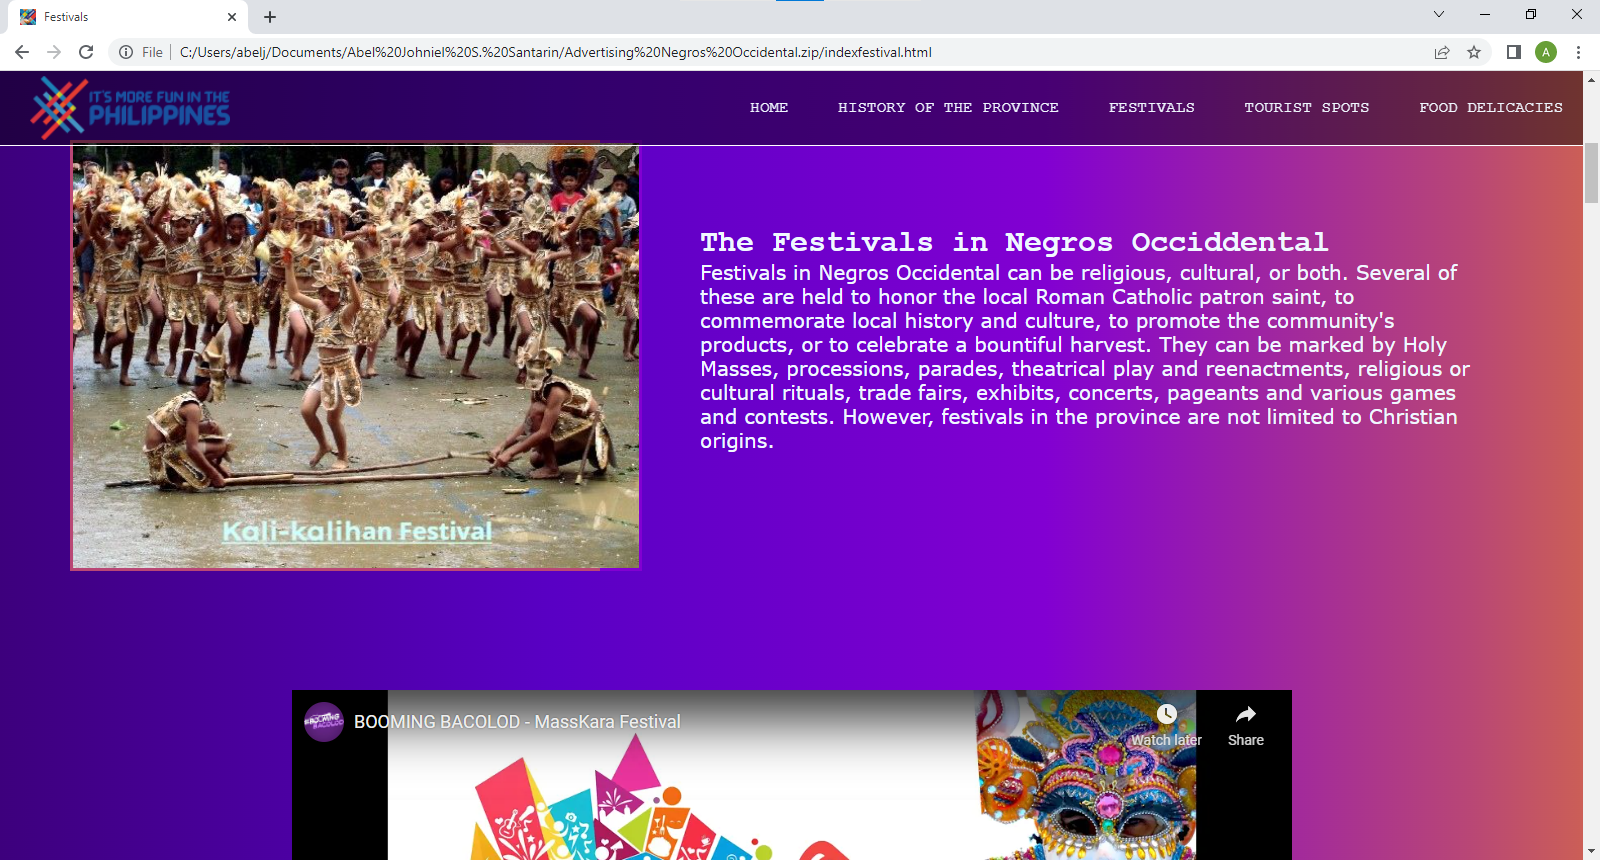 Festivals
File
C:/Users/abelj/Documents/Abel%20Johniel%20S.%20Santarin/Advertising%20Negros%20Occidental.zip/indexfestival.html
A
IT'S MORE FUN IN THE
PHILIPPINES
HOME HISTORY OF THE PROVINCE FESTIVALS TOURIST SPOTS FOOD DELICACIES
Kali-kalihan Festival
The Festivals in Negros Occiddental
Festivals in Negros Occidental can be religious, cultural, or both. Several of
these are held to honor the local Roman Catholic patron saint, to
commemorate local history and culture, to promote the community's
products, or to celebrate a bountiful harvest. They can be marked by Holy
Masses, processions, parades, theatrical play and reenactments, religious or
cultural rituals, trade fairs, exhibits, concerts, pageants and various games
and contests. However, festivals in the province are not limited to Christian
origins.
BOOMING
BACOLOD
BOOMING BACOLOD - MassKara Festival
Watch later
Share